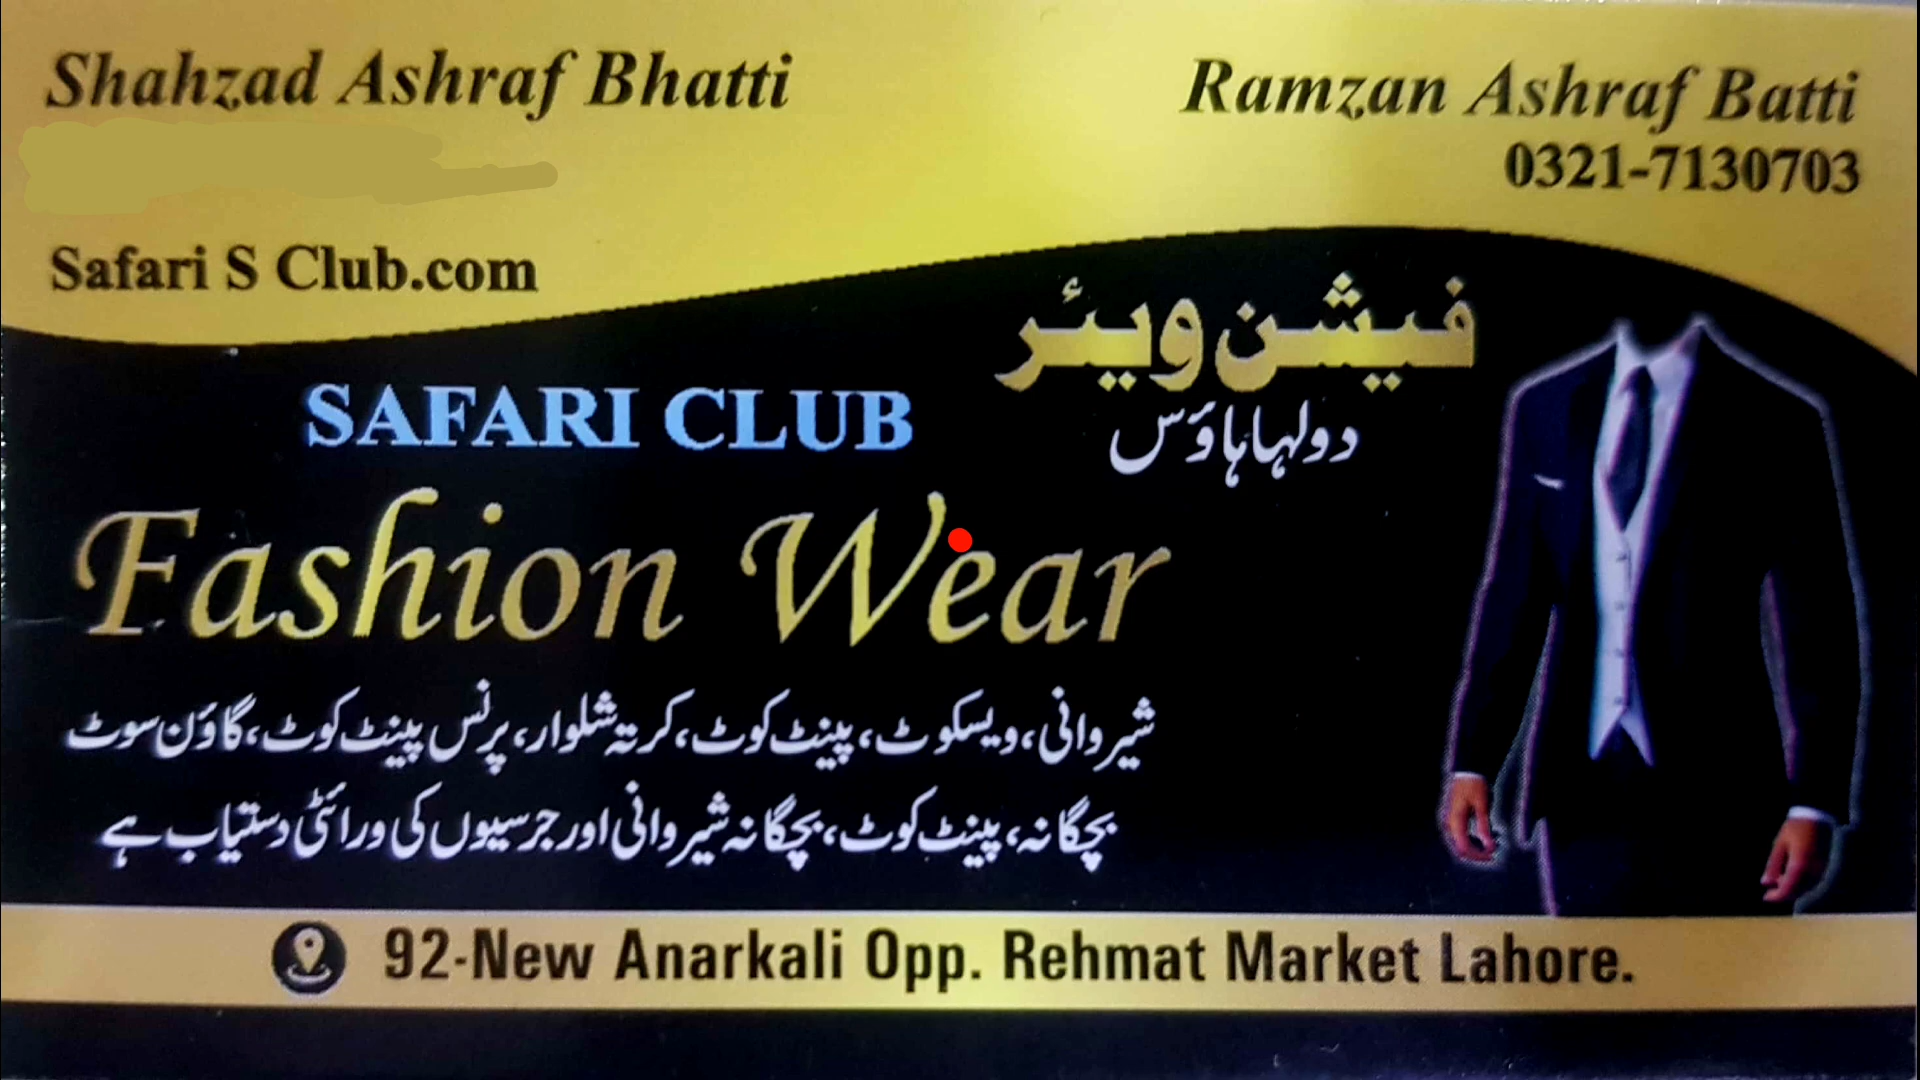 Shahzad Ashraf Bhatti
Ramzan Ashraf Batti
0321-7130703
Safari S Club.com
فیشن ویئر
SAFARI CLUB
دولہا ہاؤس
Fashion Wear
شیروانی، ویسکوٹ، پینٹ کوٹ، کرتہ شلوار، پرنس پینٹ کوٹ، گاؤن سوٹ
بچگانہ، پینٹ کوٹ، بچگانہ شیروانی اور جرسیوں کی ورائٹی دستیاب ہے
92-New Anarkali Opp. Rehmat Market Lahore.